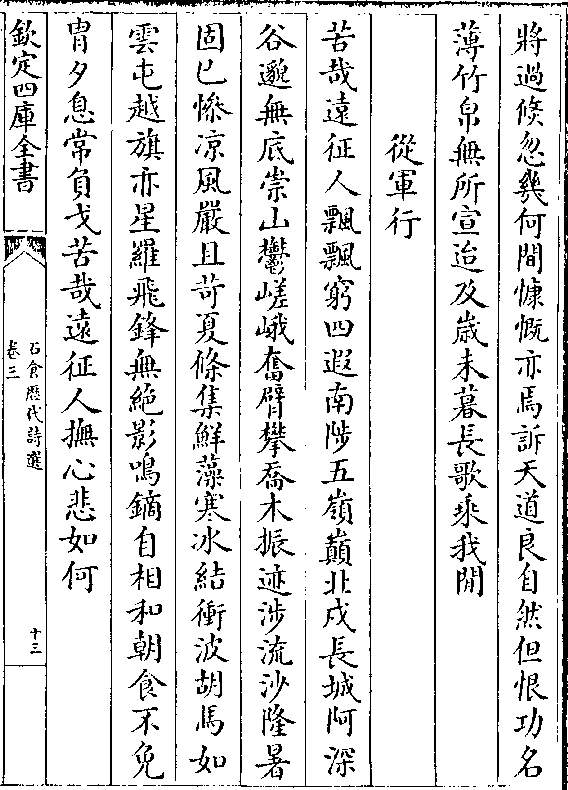 將過倐忽幾何間慷慨亦焉訴天道良自然但恨功名
薄竹帛無所宣迨及嵗未暮長歌乘我閒
從軍行
苦哉遠征人飄飄窮四遐南陟五嶺巔北戍長城阿深
谷邈無底崇山鬱嵯峨奮臂攀喬木振迹渉流沙隆暑
固已慘凉風嚴且苛夏條集鮮藻寒冰結衝波胡馬如
雲屯越旗亦星羅飛鋒無絶影鳴鏑自相和朝食不免
胄夕息常負戈苦哉遠征人撫心悲如何
欽定四庫全書
石倉歴代詩選
卷三
十三